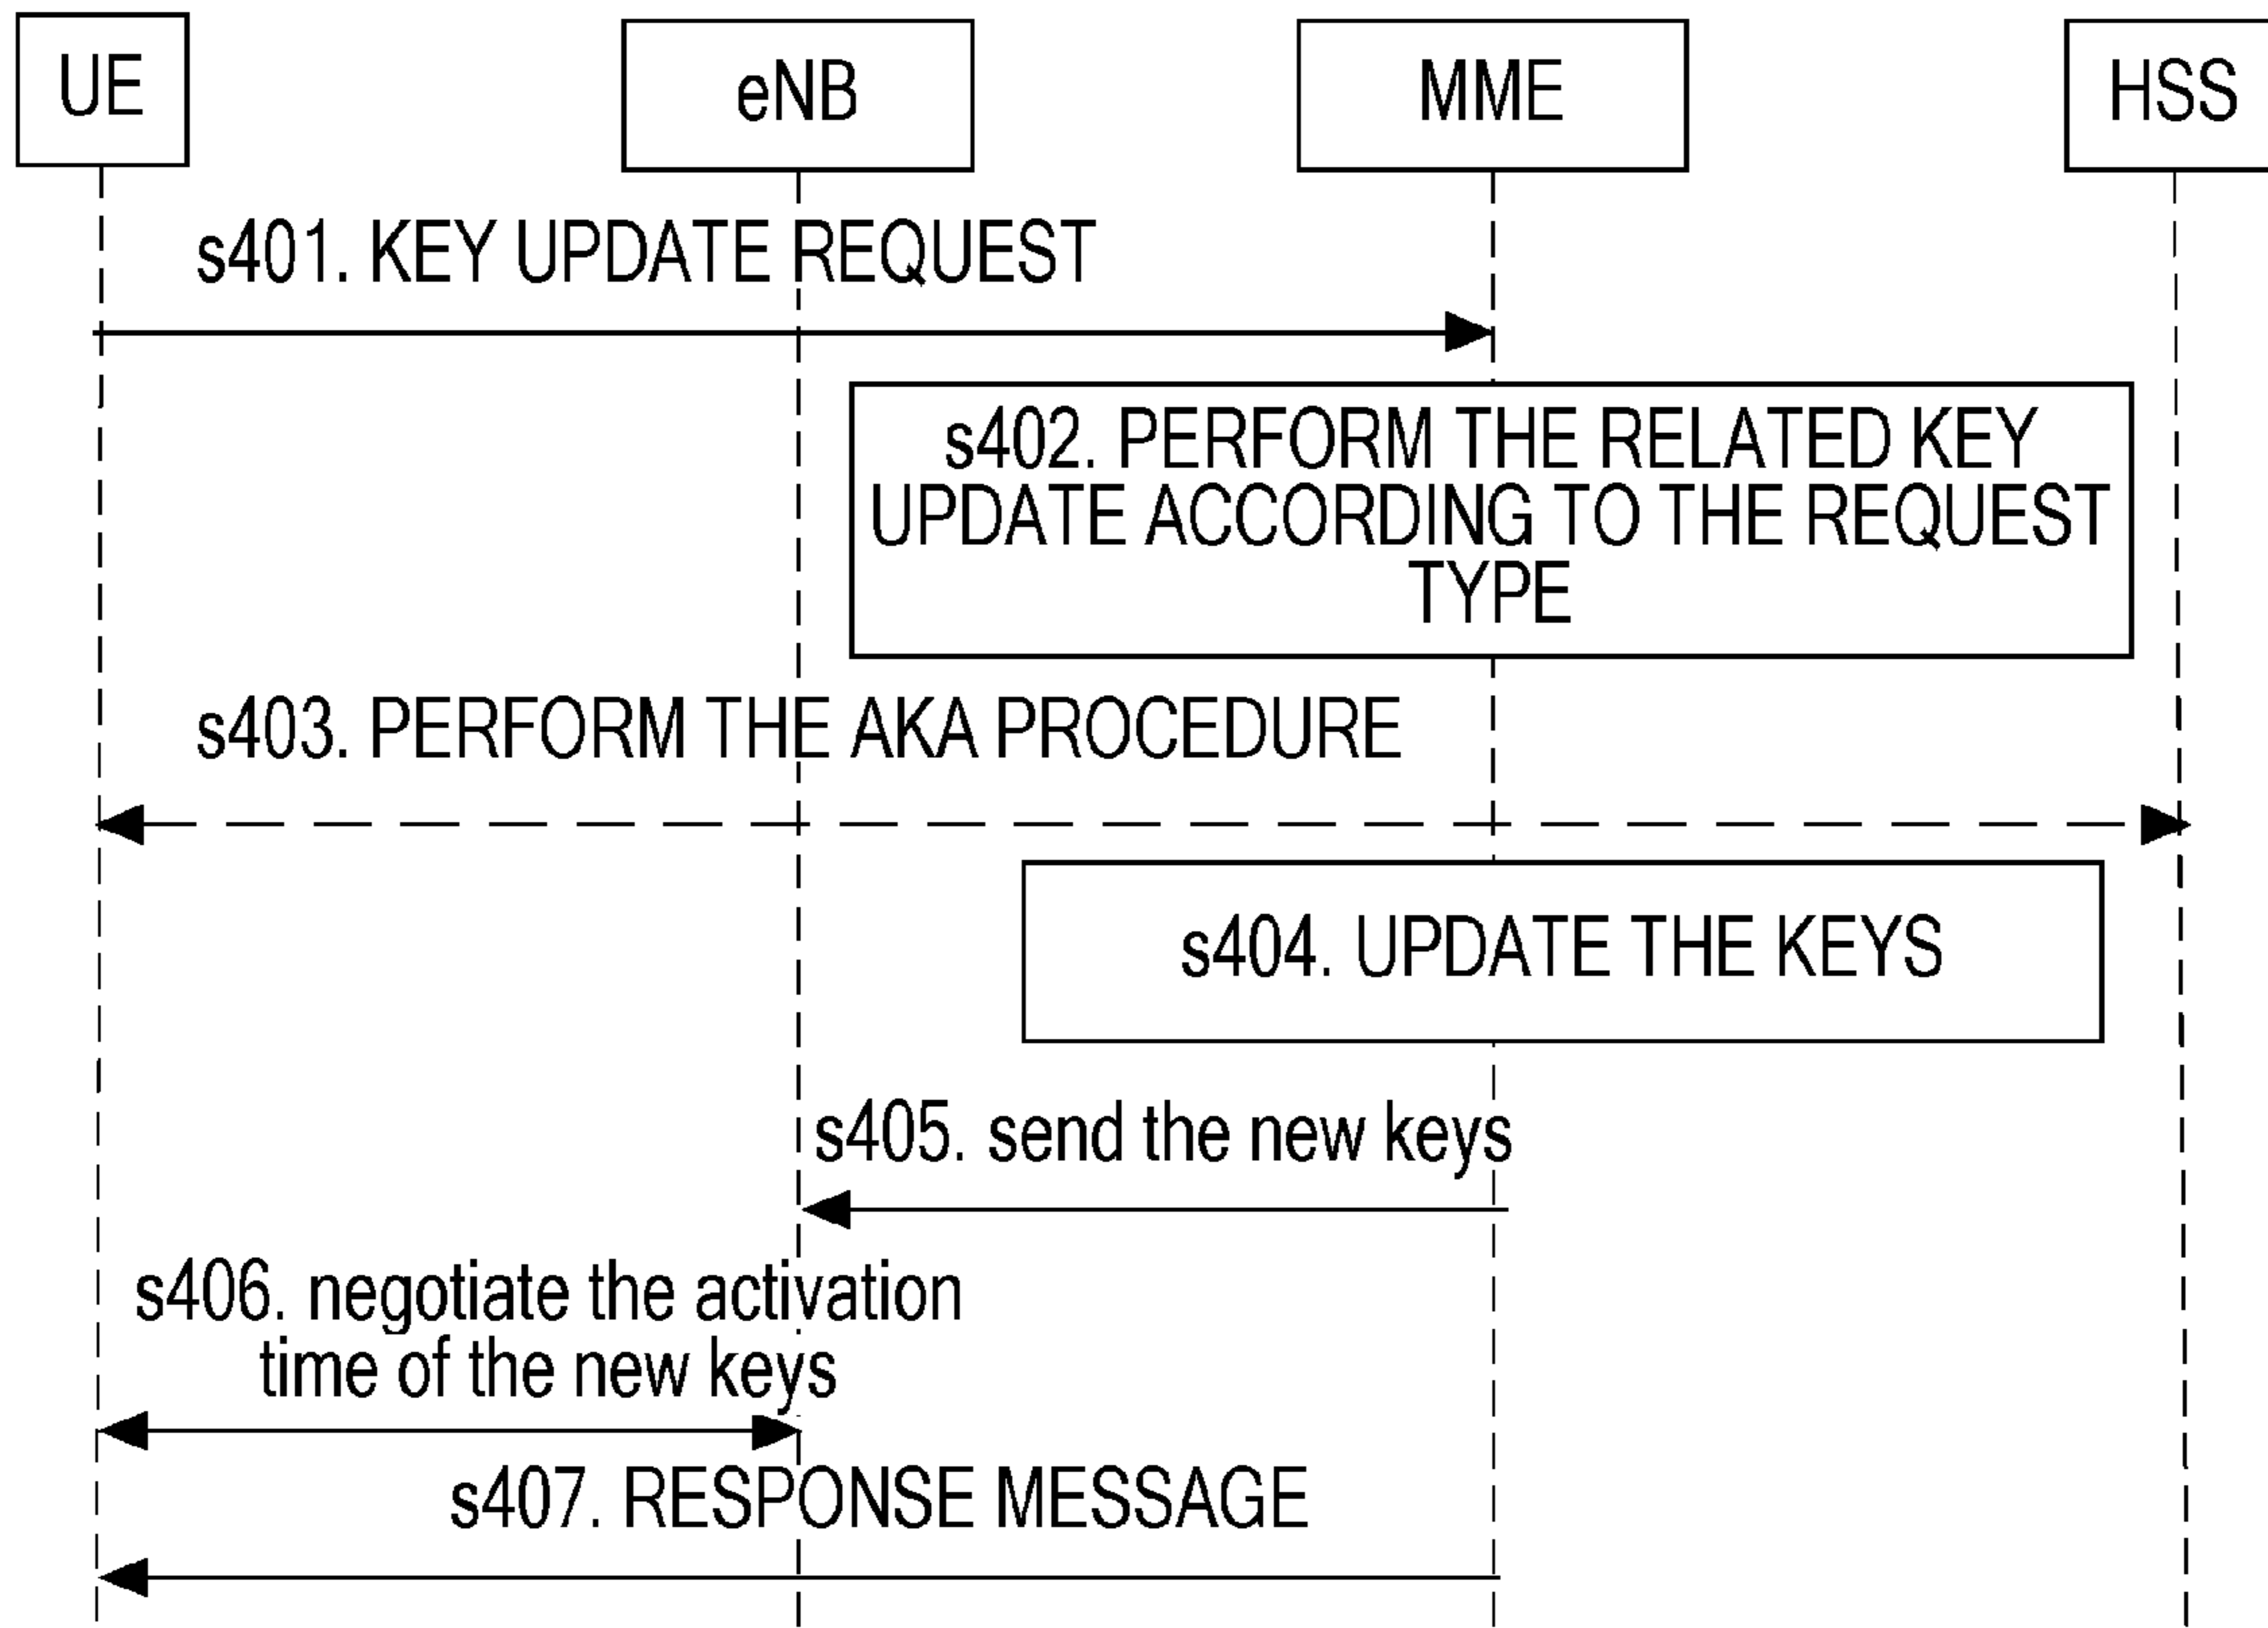 UE
eNB
MME
HSS
s401. KEY UPDATE REQUEST
s402. PERFORM THE RELATED KEY
UPDATE ACCORDING TO THE REQUEST
TYPE
s403. PERFORM THE AKA PROCEDURE
s404. UPDATE THE KEYS
s405. send the new keys
s406. negotiate the activation
time of the new keys
s407. RESPONSE MESSAGE